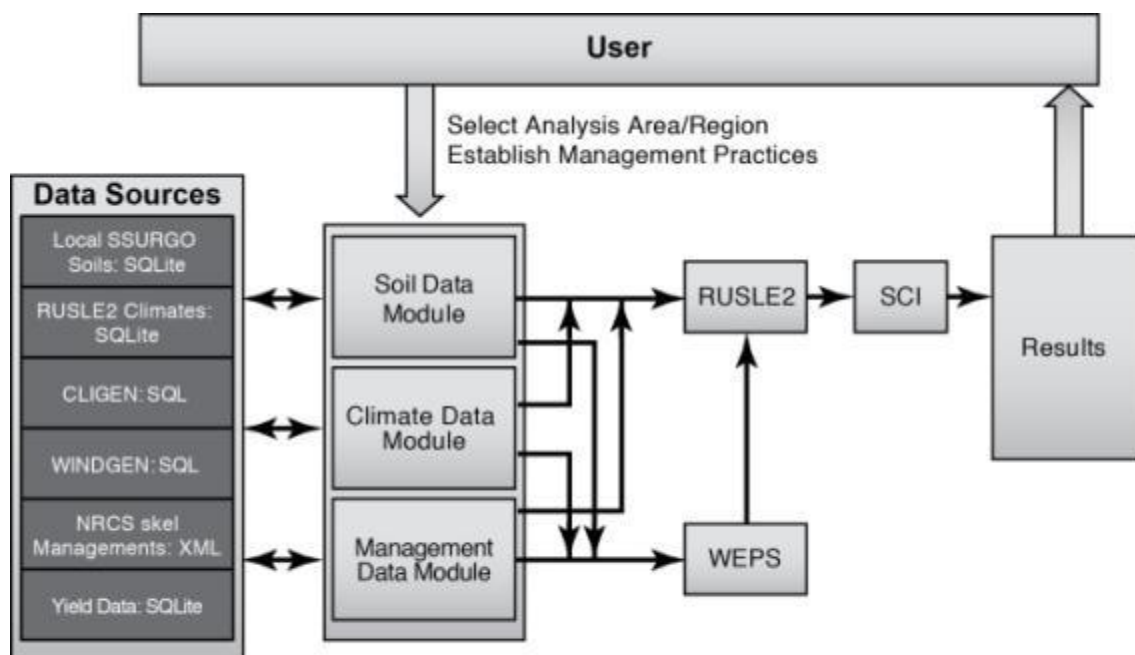 User
Select Analysis Area/Region
Establish Management Practices
Data Sources
Local SSURGO
Soils: SQLite
RUSLE2 Climates:
SQLite
CLIGEN: SQL
WINDGEN: SQL
NRCS skel
Managements: XML
Yield Data: SQLite
Soil Data
Module
Climate Data
Module
Management
Data Module
RUSLE2
SCI
WEPS
Results